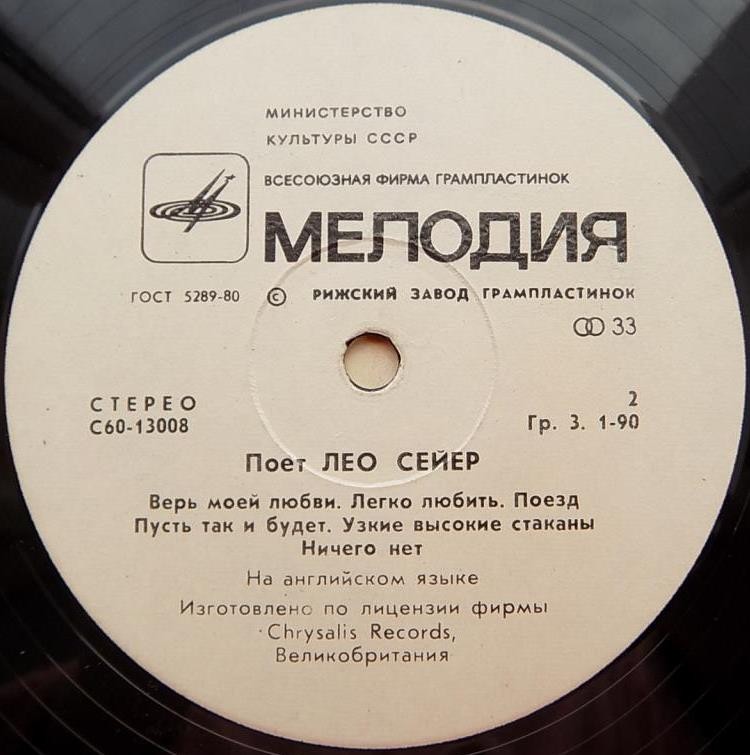 МИНИСТЕРСТВО
КУЛЬТУРЫ СССР
ВСЕСОЮЗНАЯ ФИРМА ГРАМПЛАСТИНОК
МЕЛОДИЯ
ГОСТ 5289-80 © РИЖСКИЙ ЗАВОД ГРАМПЛАСТИНОК
33
СТЕРЕО 2
С60-13008 Гр. 3. 1-90
Поет ЛЕО СЕЙЕР
Верь моей любви. Легко любить. Поезд
Пусть так и будет. Узкие высокие стаканы
Ничего нет
На английском языке
Изготовлено по лицензии фирмы
Chrysalis Records,
Великобритания